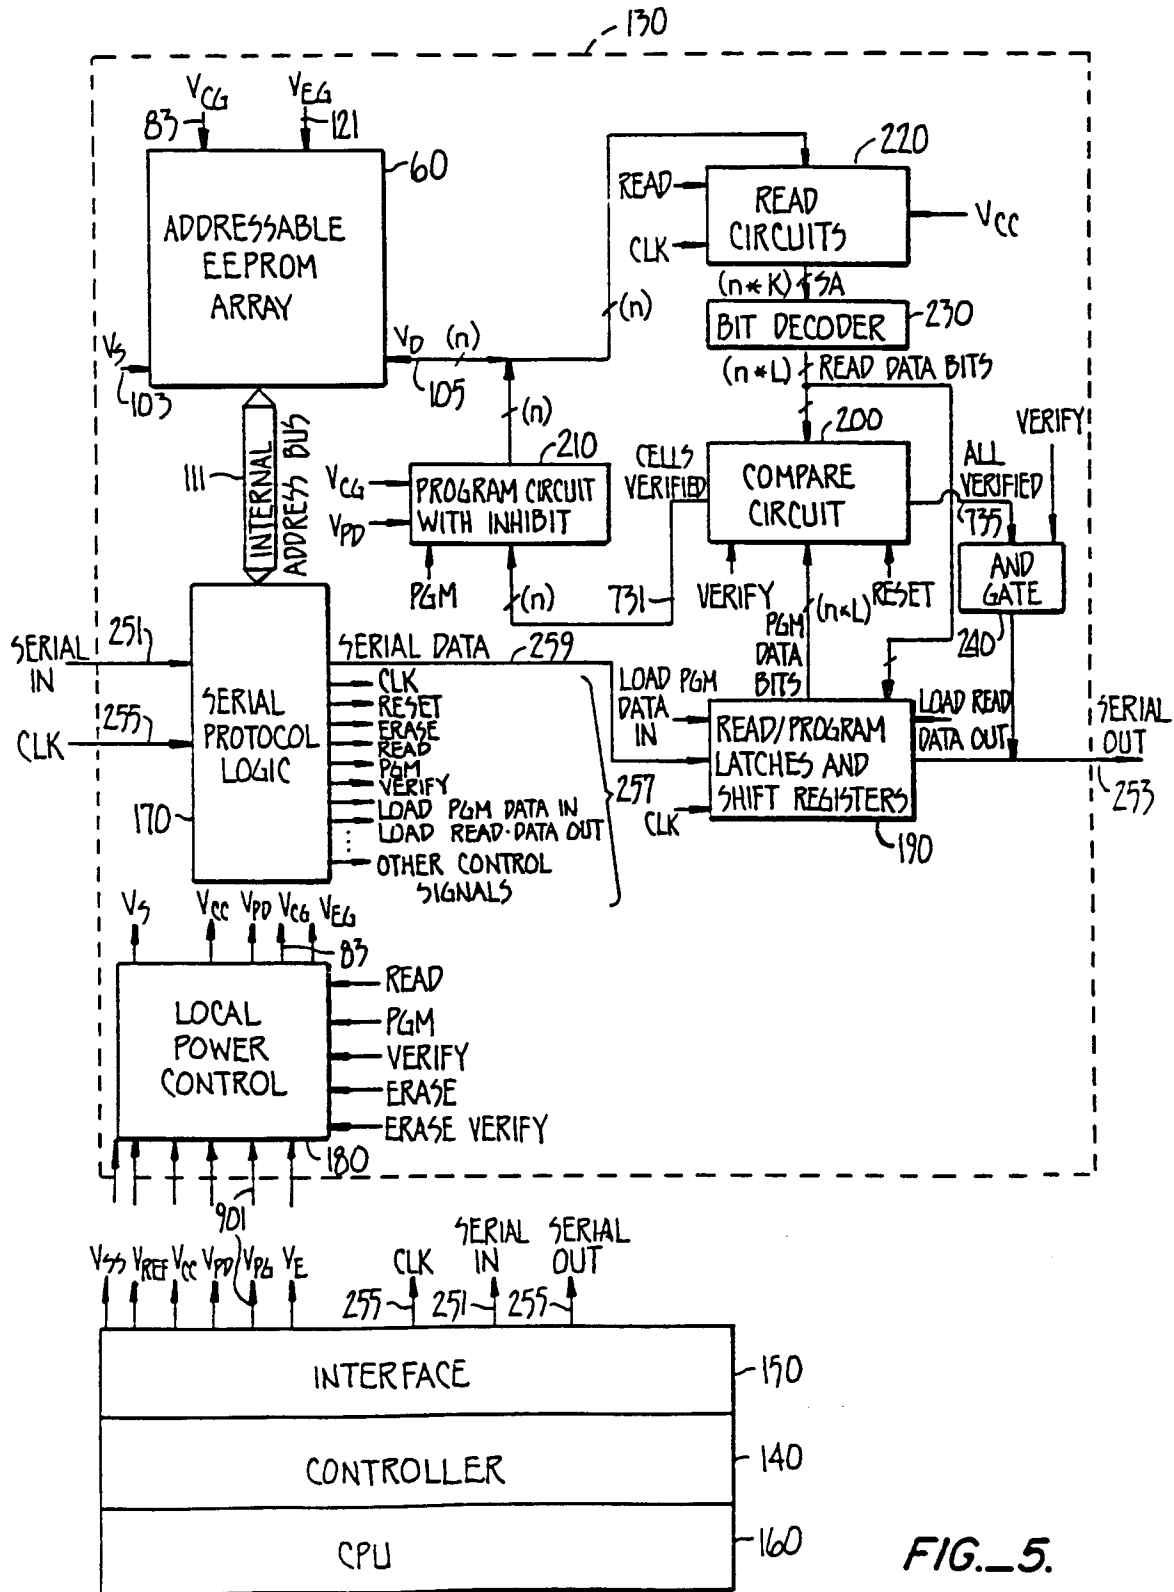 130
VCG
VEG
83
121
60
220
ADDRESSABLE
EEPROM
ARRAY
READ
CLK
READ
CIRCUITS
VCC
(n)
(n*K)
SA
BIT DECODER
230
VS
103
VD
(n)
105
(n*L)
READ DATA BITS
(n)
200
VERIFY
111
INTERNAL
ADDRESS BUS
210
CELLS
VERIFIED
ALL
VERIFIED
VCG
VPD
PROGRAM CIRCUIT
WITH INHIBIT
COMPARE
CIRCUIT
735
PGM
(n)
731
VERIFY
(n*L)
RESET
AND
GATE
240
PGM
DATA
BITS
SERIAL
IN
251
SERIAL DATA
259
CLK
255
SERIAL
PROTOCOL
LOGIC
170
CLK
RESET
ERASE
READ
PGM
VERIFY
LOAD PGM DATA IN
LOAD READ·DATA OUT
OTHER CONTROL
SIGNALS
257
LOAD PGM
DATA
IN
CLK
READ/PROGRAM
LATCHES AND
SHIFT REGISTERS
190
LOAD READ
DATA OUT
SERIAL
OUT
253
VS
VCC
VPD
VCG
VEG
83
LOCAL
POWER
CONTROL
READ
PGM
VERIFY
ERASE
ERASE VERIFY
180
901
VSS
VREF
VCC
VPD
VPG
VE
CLK
SERIAL
IN
SERIAL
OUT
255
251
255
INTERFACE
150
CONTROLLER
140
CPU
160
FIG._5.